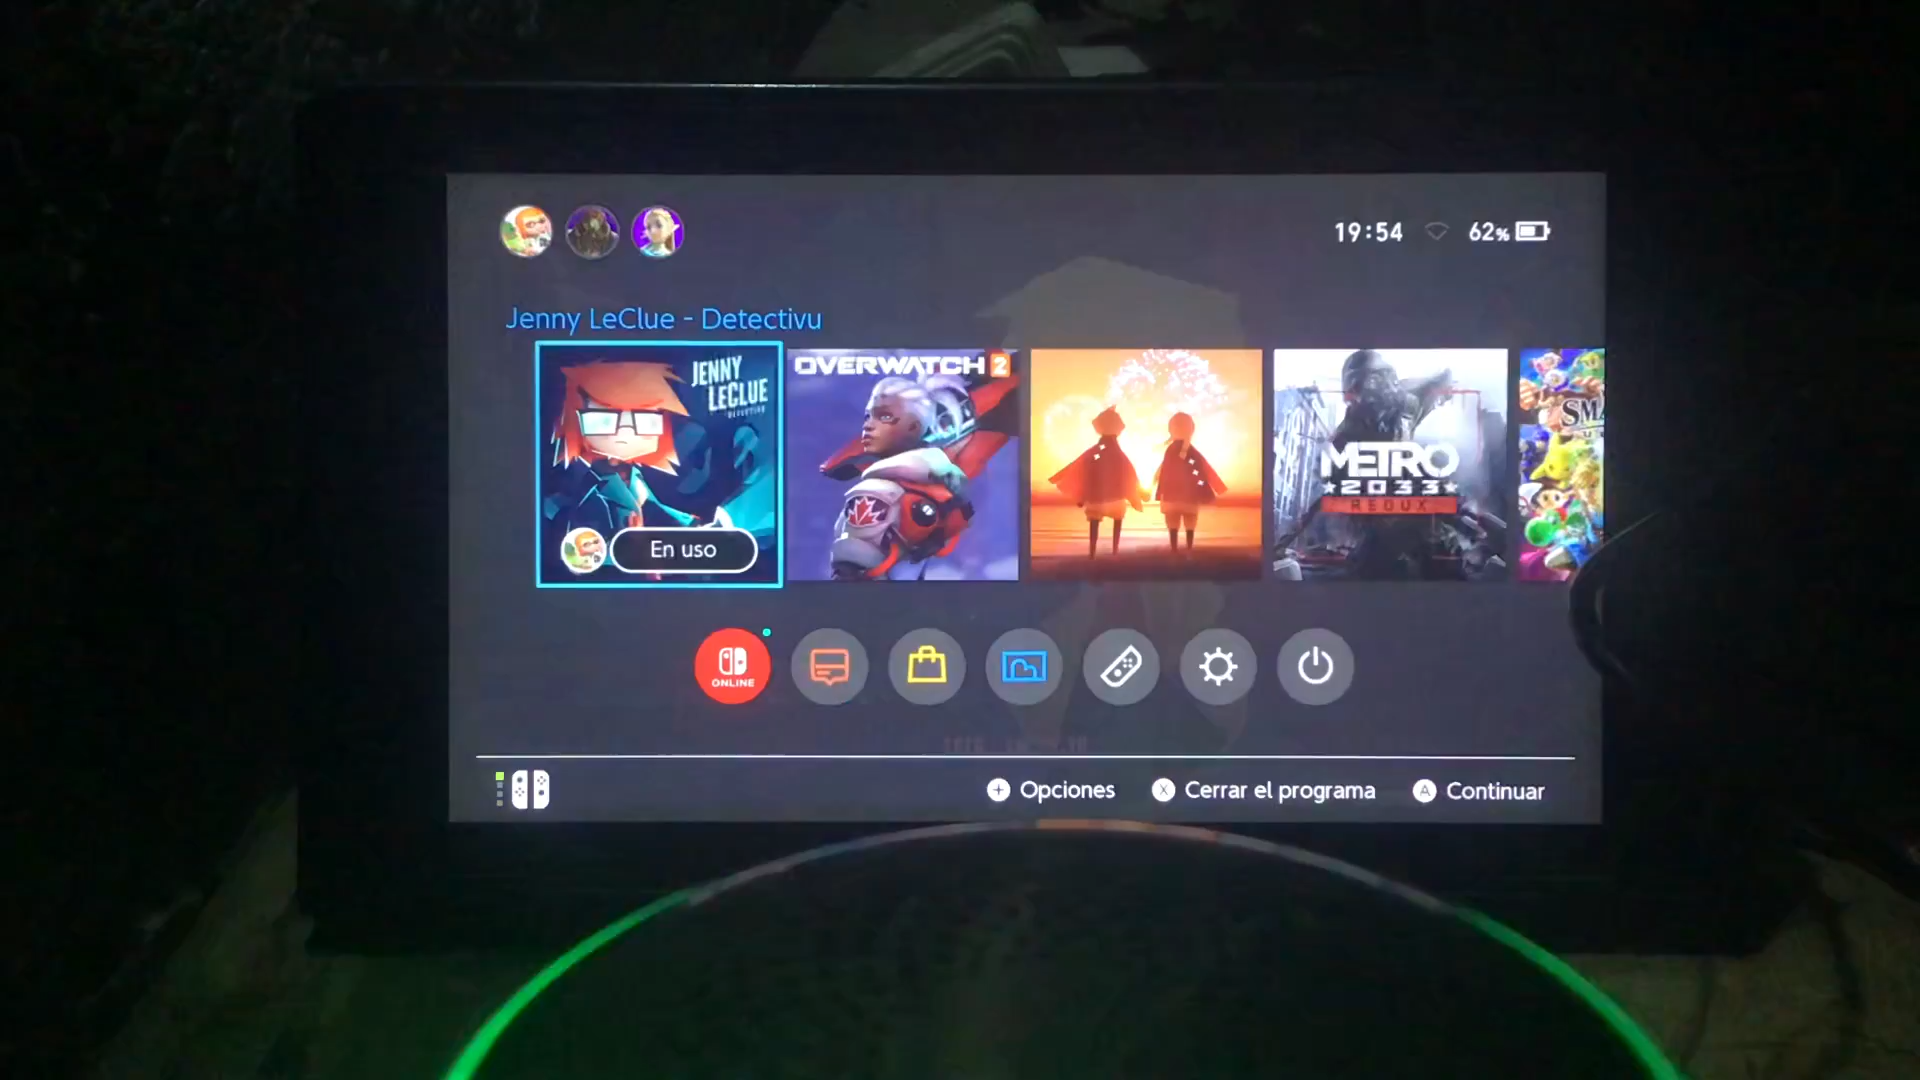 19:54
62%
Jenny LeClue - Detectivu
JENNY
LECLUE
OVERWATCH 2
METRO
2033
REDUX
SMA
En uso
ONLINE
+ Opciones
X Cerrar el programa
A Continuar